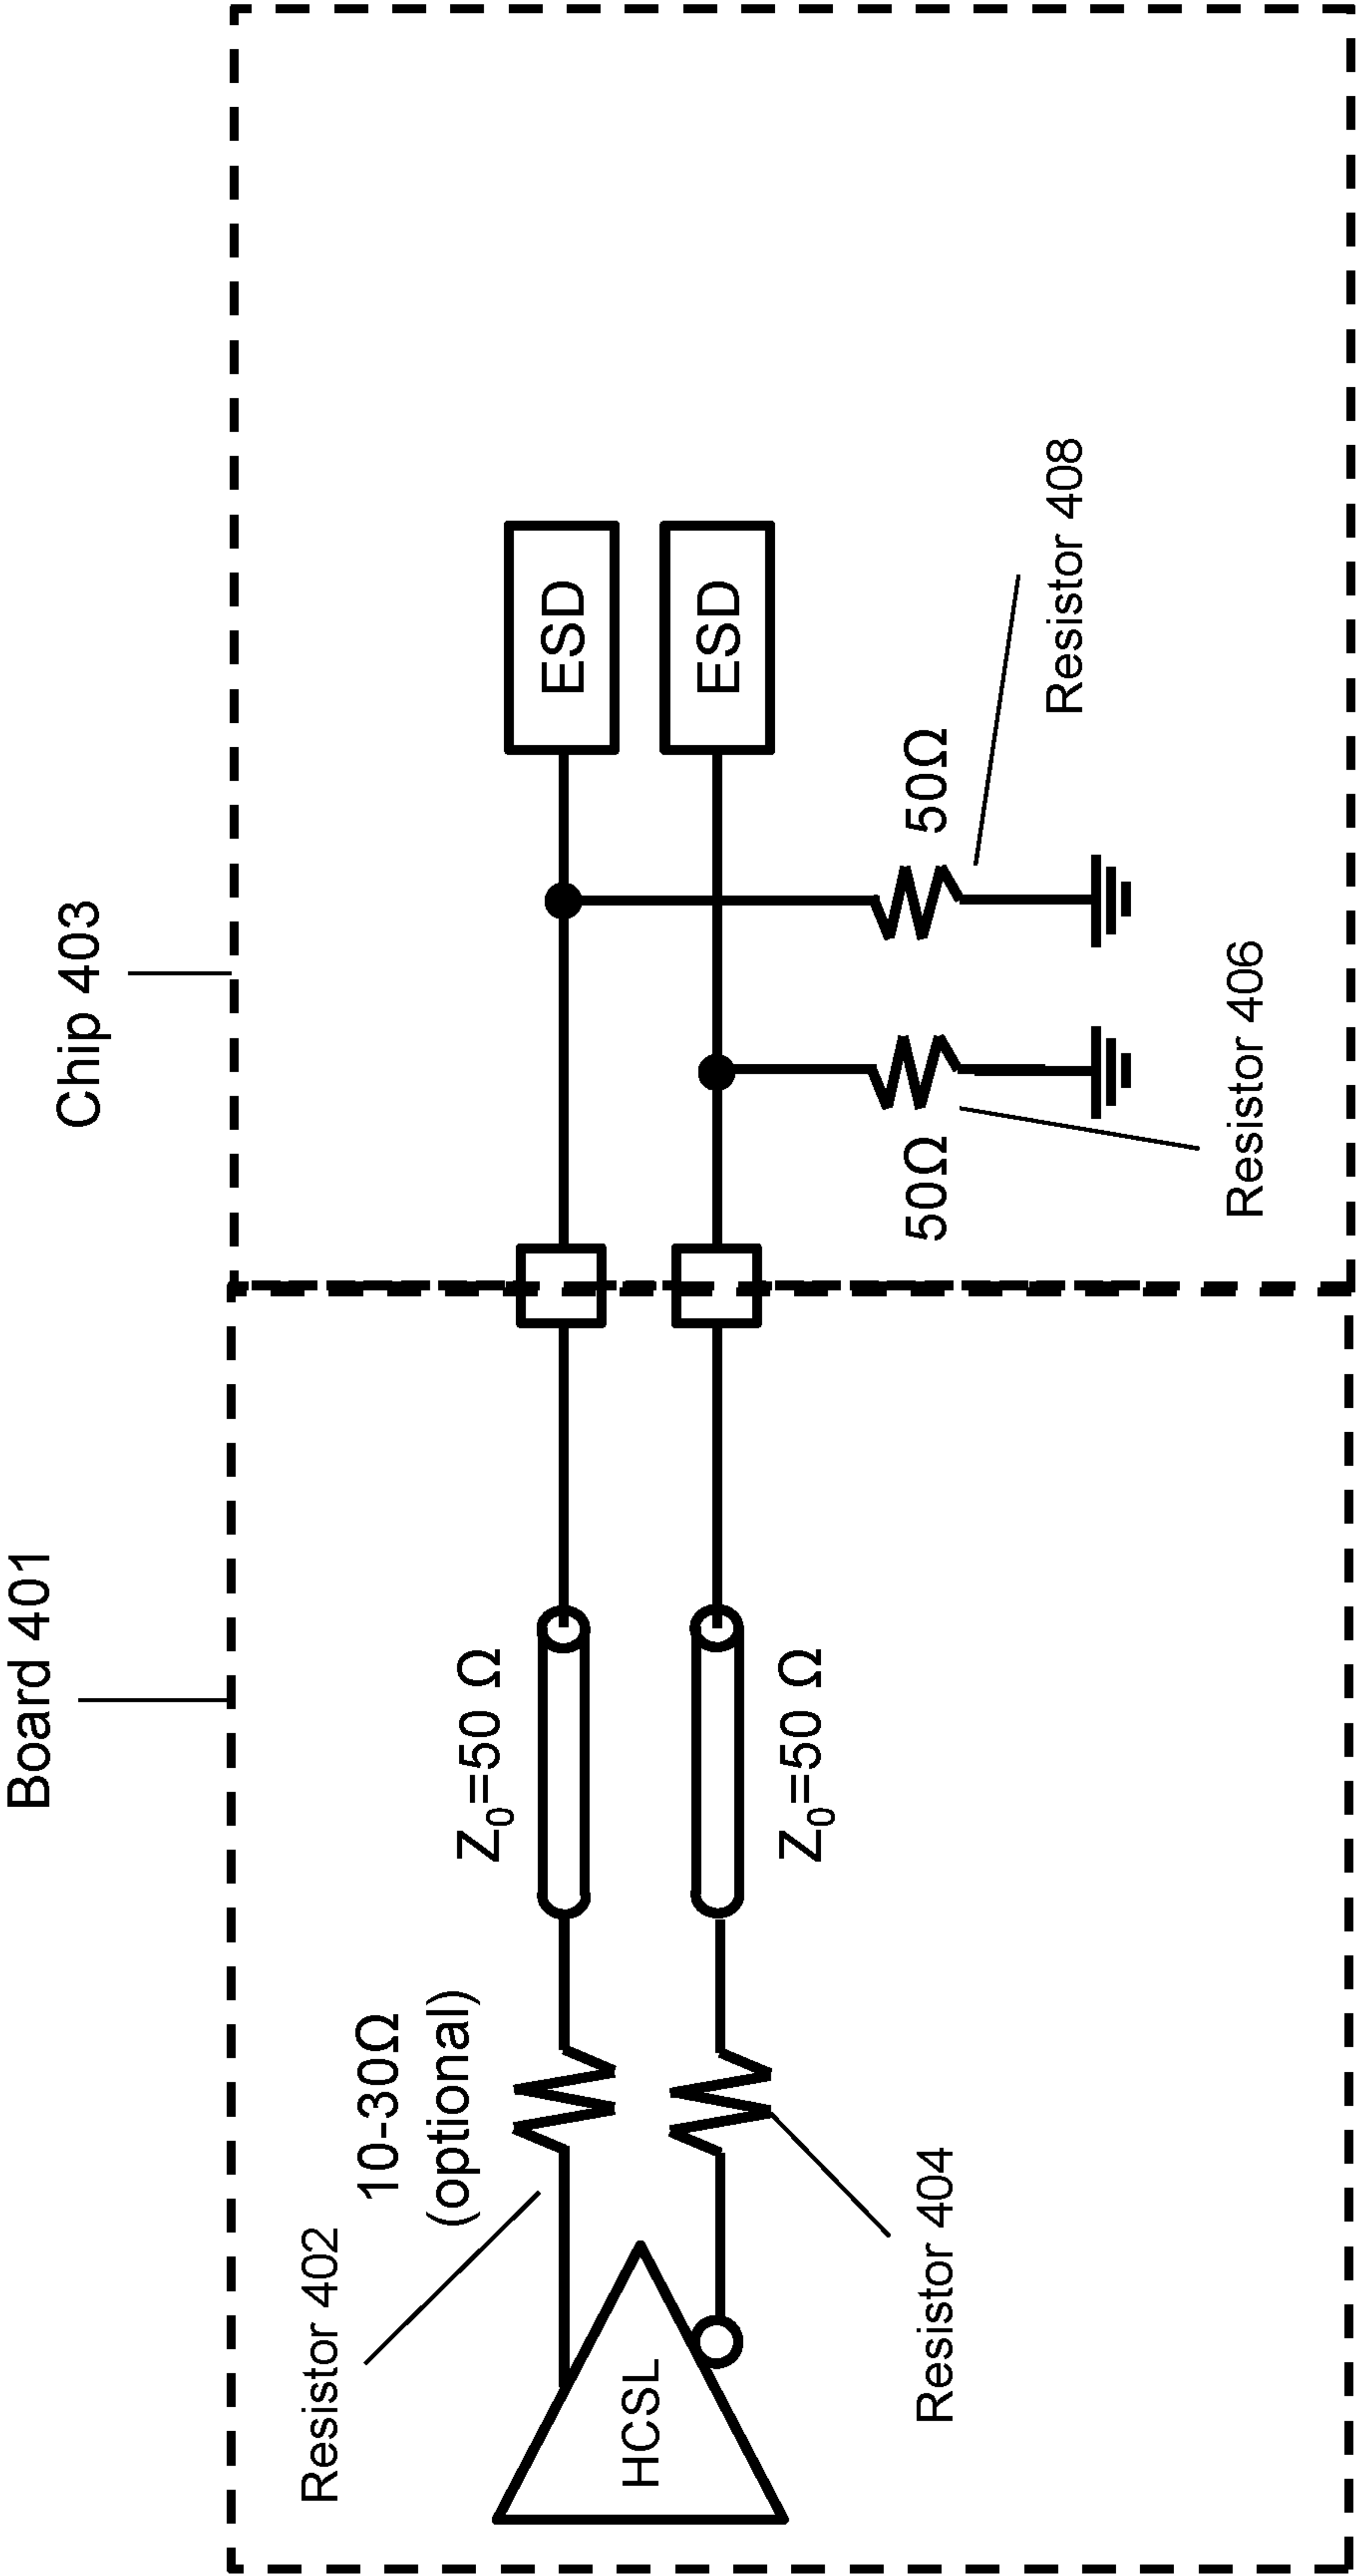 Board 401
Chip 403
Resistor 402
10-30Ω
(optional)
Z₀=50 Ω
ESD
HCSL
Z₀=50 Ω
ESD
Resistor 404
50Ω
50Ω
Resistor 406
Resistor 408